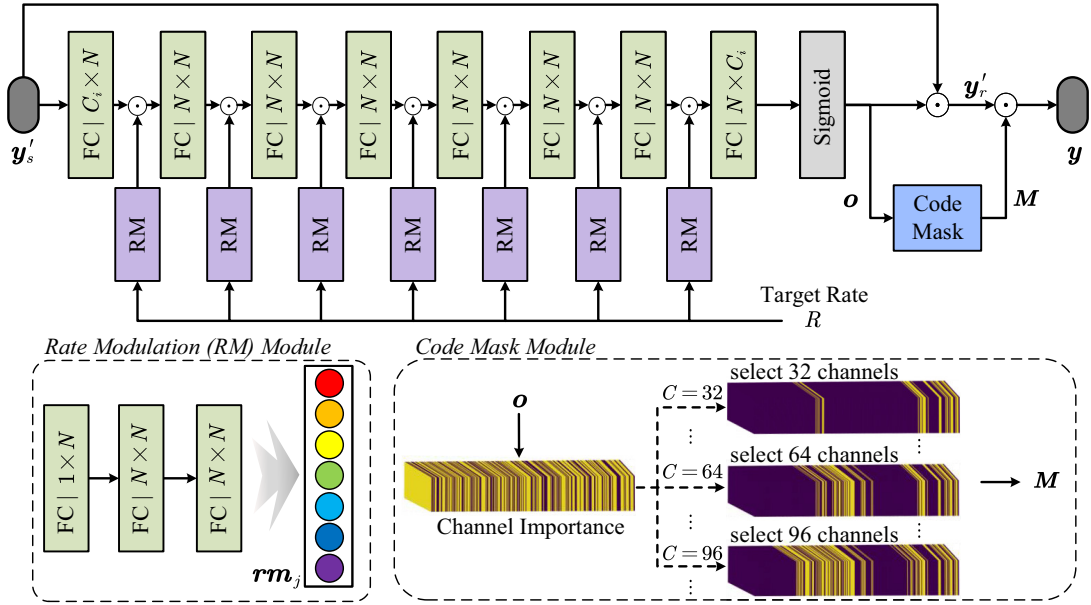 FC | C_i × N
FC | N × N
FC | N × N
FC | N × N
FC | N × N
FC | N × N
FC | N × N
FC | N × C_i
Sigmoid
y'_s
y'_r
y
RM
RM
RM
RM
RM
RM
RM
o
Code
Mask
M
Target Rate
R
Rate Modulation (RM) Module
FC | 1 × N
FC | N × N
FC | N × N
rm_j
Code Mask Module
o
Channel Importance
C = 32
select 32 channels
⋮
⋮
C = 64
select 64 channels
⋮
⋮
C = 96
select 96 channels
⋮
M